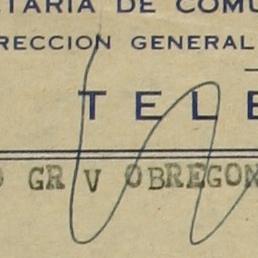 TARIA DE COMU
RECCION GENERAL
TELE
O GR V OBREGON